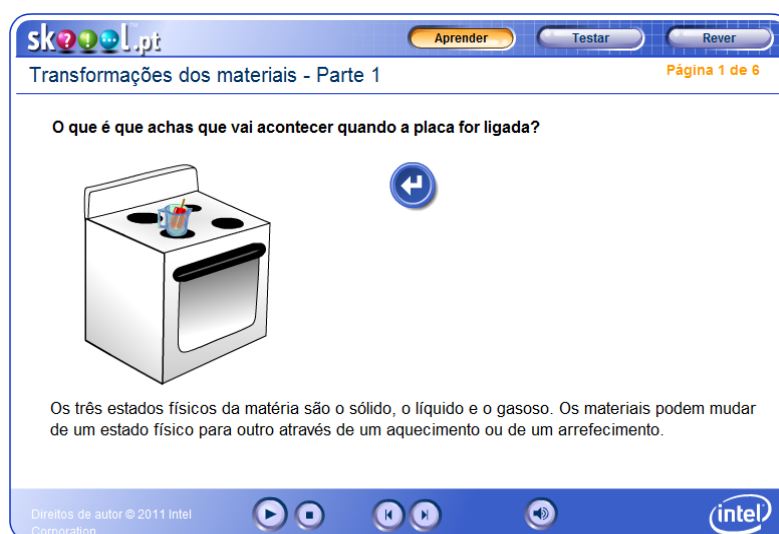 skoool.pt
Aprender
Testar
Rever
Transformações dos materiais - Parte 1
Página 1 de 6
O que é que achas que vai acontecer quando a placa for ligada?
Os três estados físicos da matéria são o sólido, o líquido e o gasoso. Os materiais podem mudar
de um estado físico para outro através de um aquecimento ou de um arrefecimento.
Direitos de autor © 2011 Intel
Corporation
intel